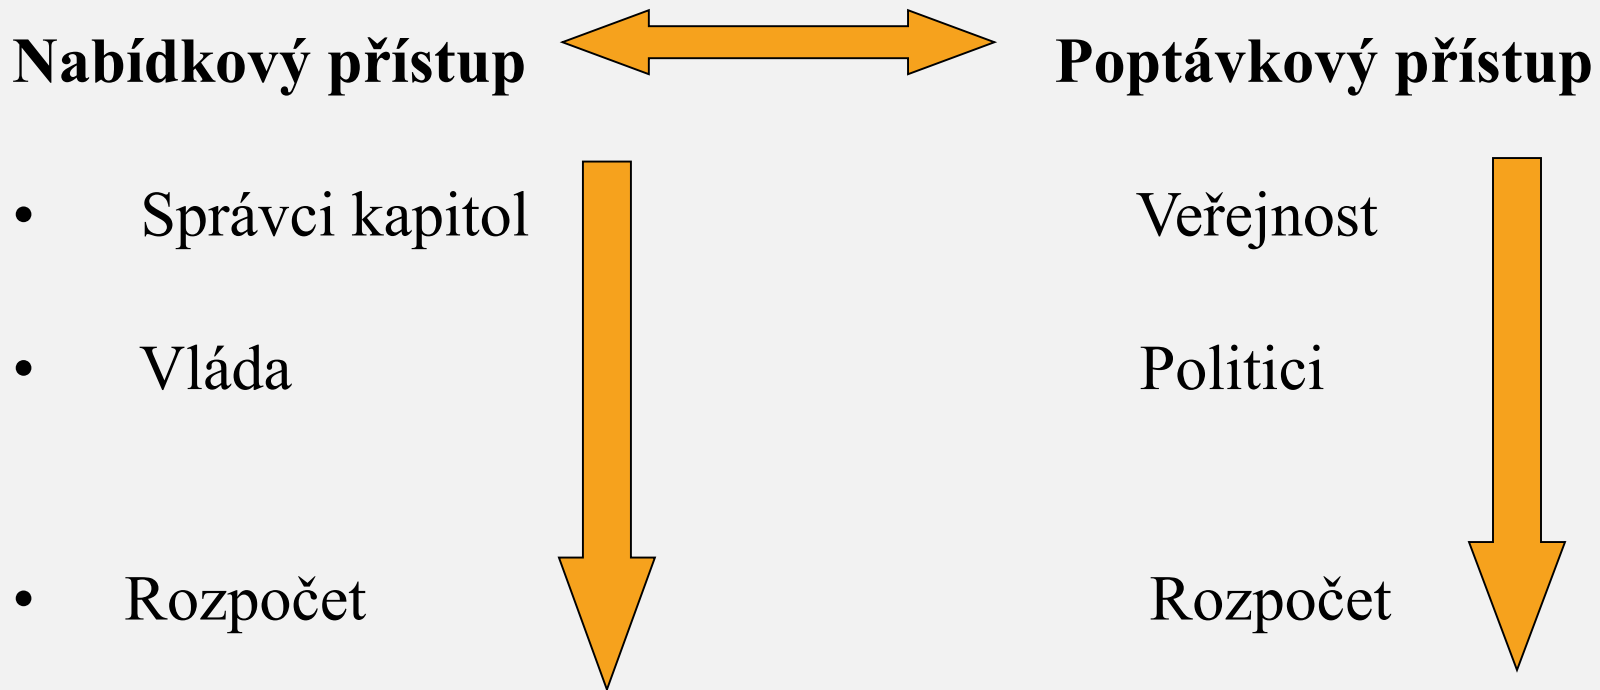 Nabídkový přístup Poptávkový přístup
• Správci kapitol Veřejnost
• Vláda Politici
• Rozpočet Rozpočet